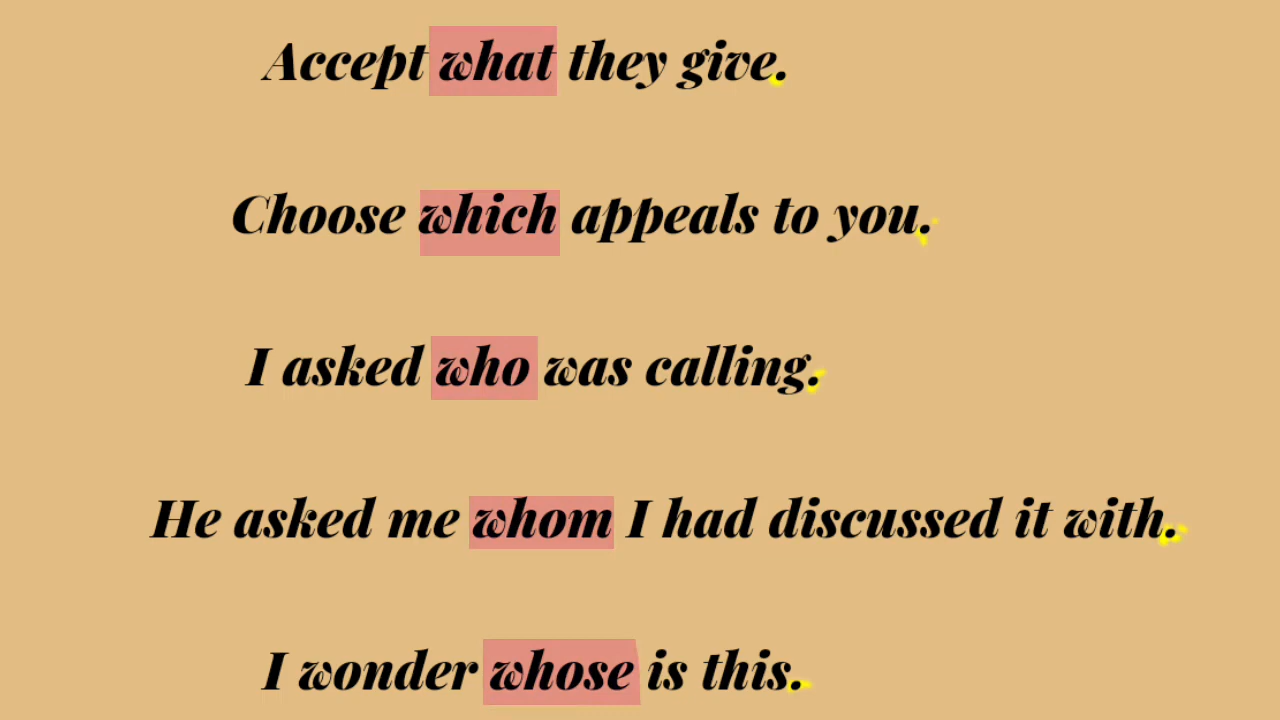 Accept what they give.
Choose which appeals to you.
I asked who was calling.
He asked me whom I had discussed it with.
I wonder whose is this.